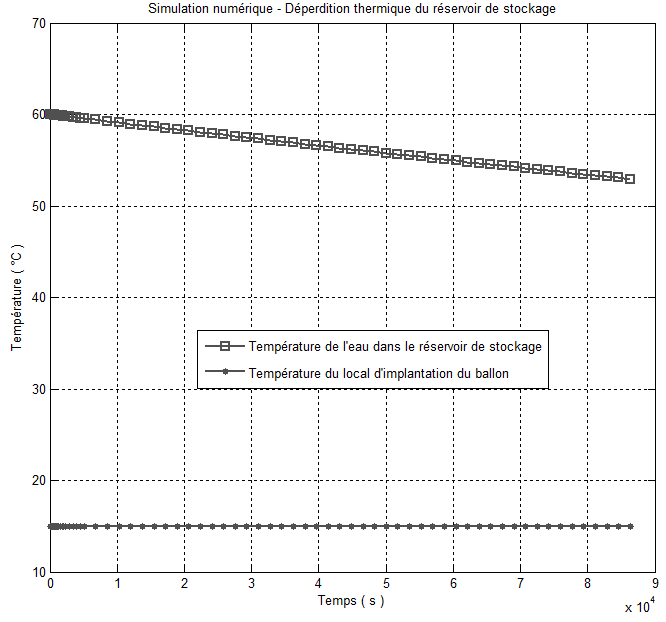 Simulation numérique - Déperdition thermique du réservoir de stockage
70
60
50
40
30
20
10
Température ( °C )
Température de l'eau dans le réservoir de stockage
Température du local d'implantation du ballon
0 1 2 3 4 5 6 7 8 9
Temps ( s )
x 10⁴